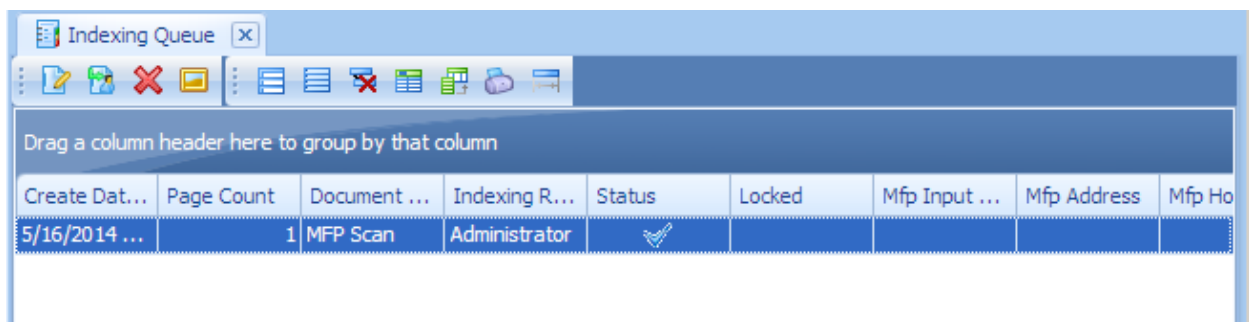 Indexing Queue
Drag a column header here to group by that column
Create Dat... Page Count Document ... Indexing R... Status Locked Mfp Input ... Mfp Address Mfp Ho
5/16/2014 ... 1 MFP Scan Administrator